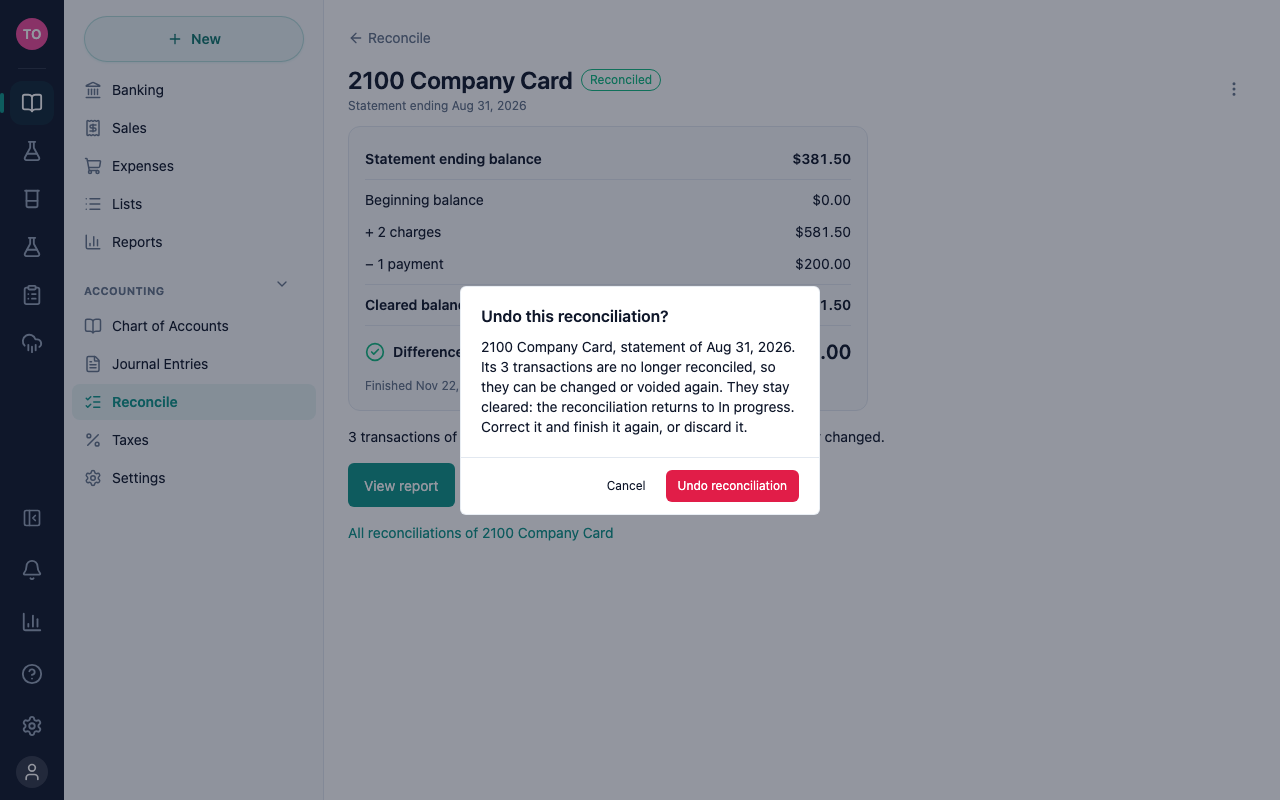 TO
New
Banking
Sales
Expenses
Lists
Reports
ACCOUNTING
Chart of Accounts
Journal Entries
Reconcile
Taxes
Settings
Reconcile
2100 Company Card
Reconciled
Statement ending Aug 31, 2026
Statement ending balance $381.50
Beginning balance $0.00
+ 2 charges $581.50
− 1 payment $200.00
Cleared
Difference
Finished Nov 22,
3 transactions of changed.
View report
All reconciliations of 2100 Company Card
Undo this reconciliation?
2100 Company Card, statement of Aug 31, 2026.
Its 3 transactions are no longer reconciled, so
they can be changed or voided again. They stay
cleared: the reconciliation returns to In progress.
Correct it and finish it again, or discard it.
Cancel
Undo reconciliation